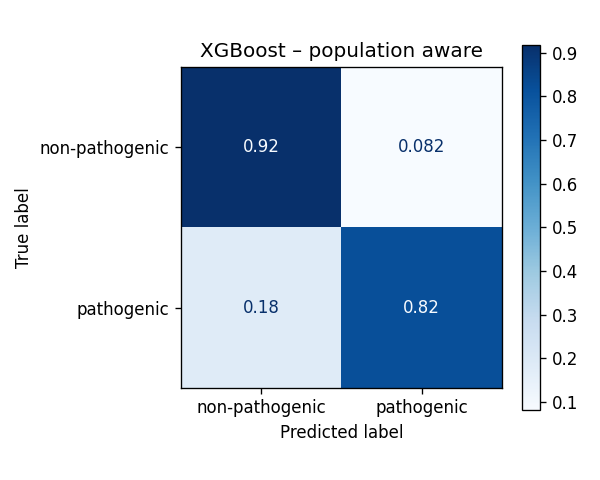 XGBoost – population aware
non-pathogenic
pathogenic
True label
0.92
0.082
0.18
0.82
non-pathogenic
pathogenic
Predicted label
0.9
0.8
0.7
0.6
0.5
0.4
0.3
0.2
0.1